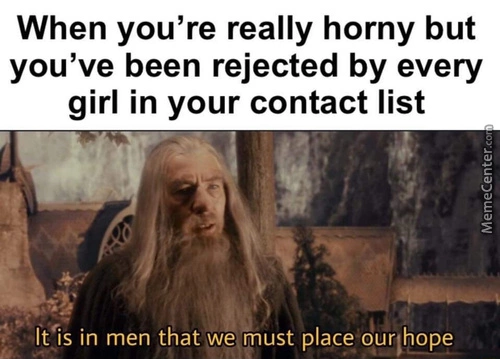 When you're really horny but
you've been rejected by every
girl in your contact list
MemeCenter.com
It is in men that we must place our hope